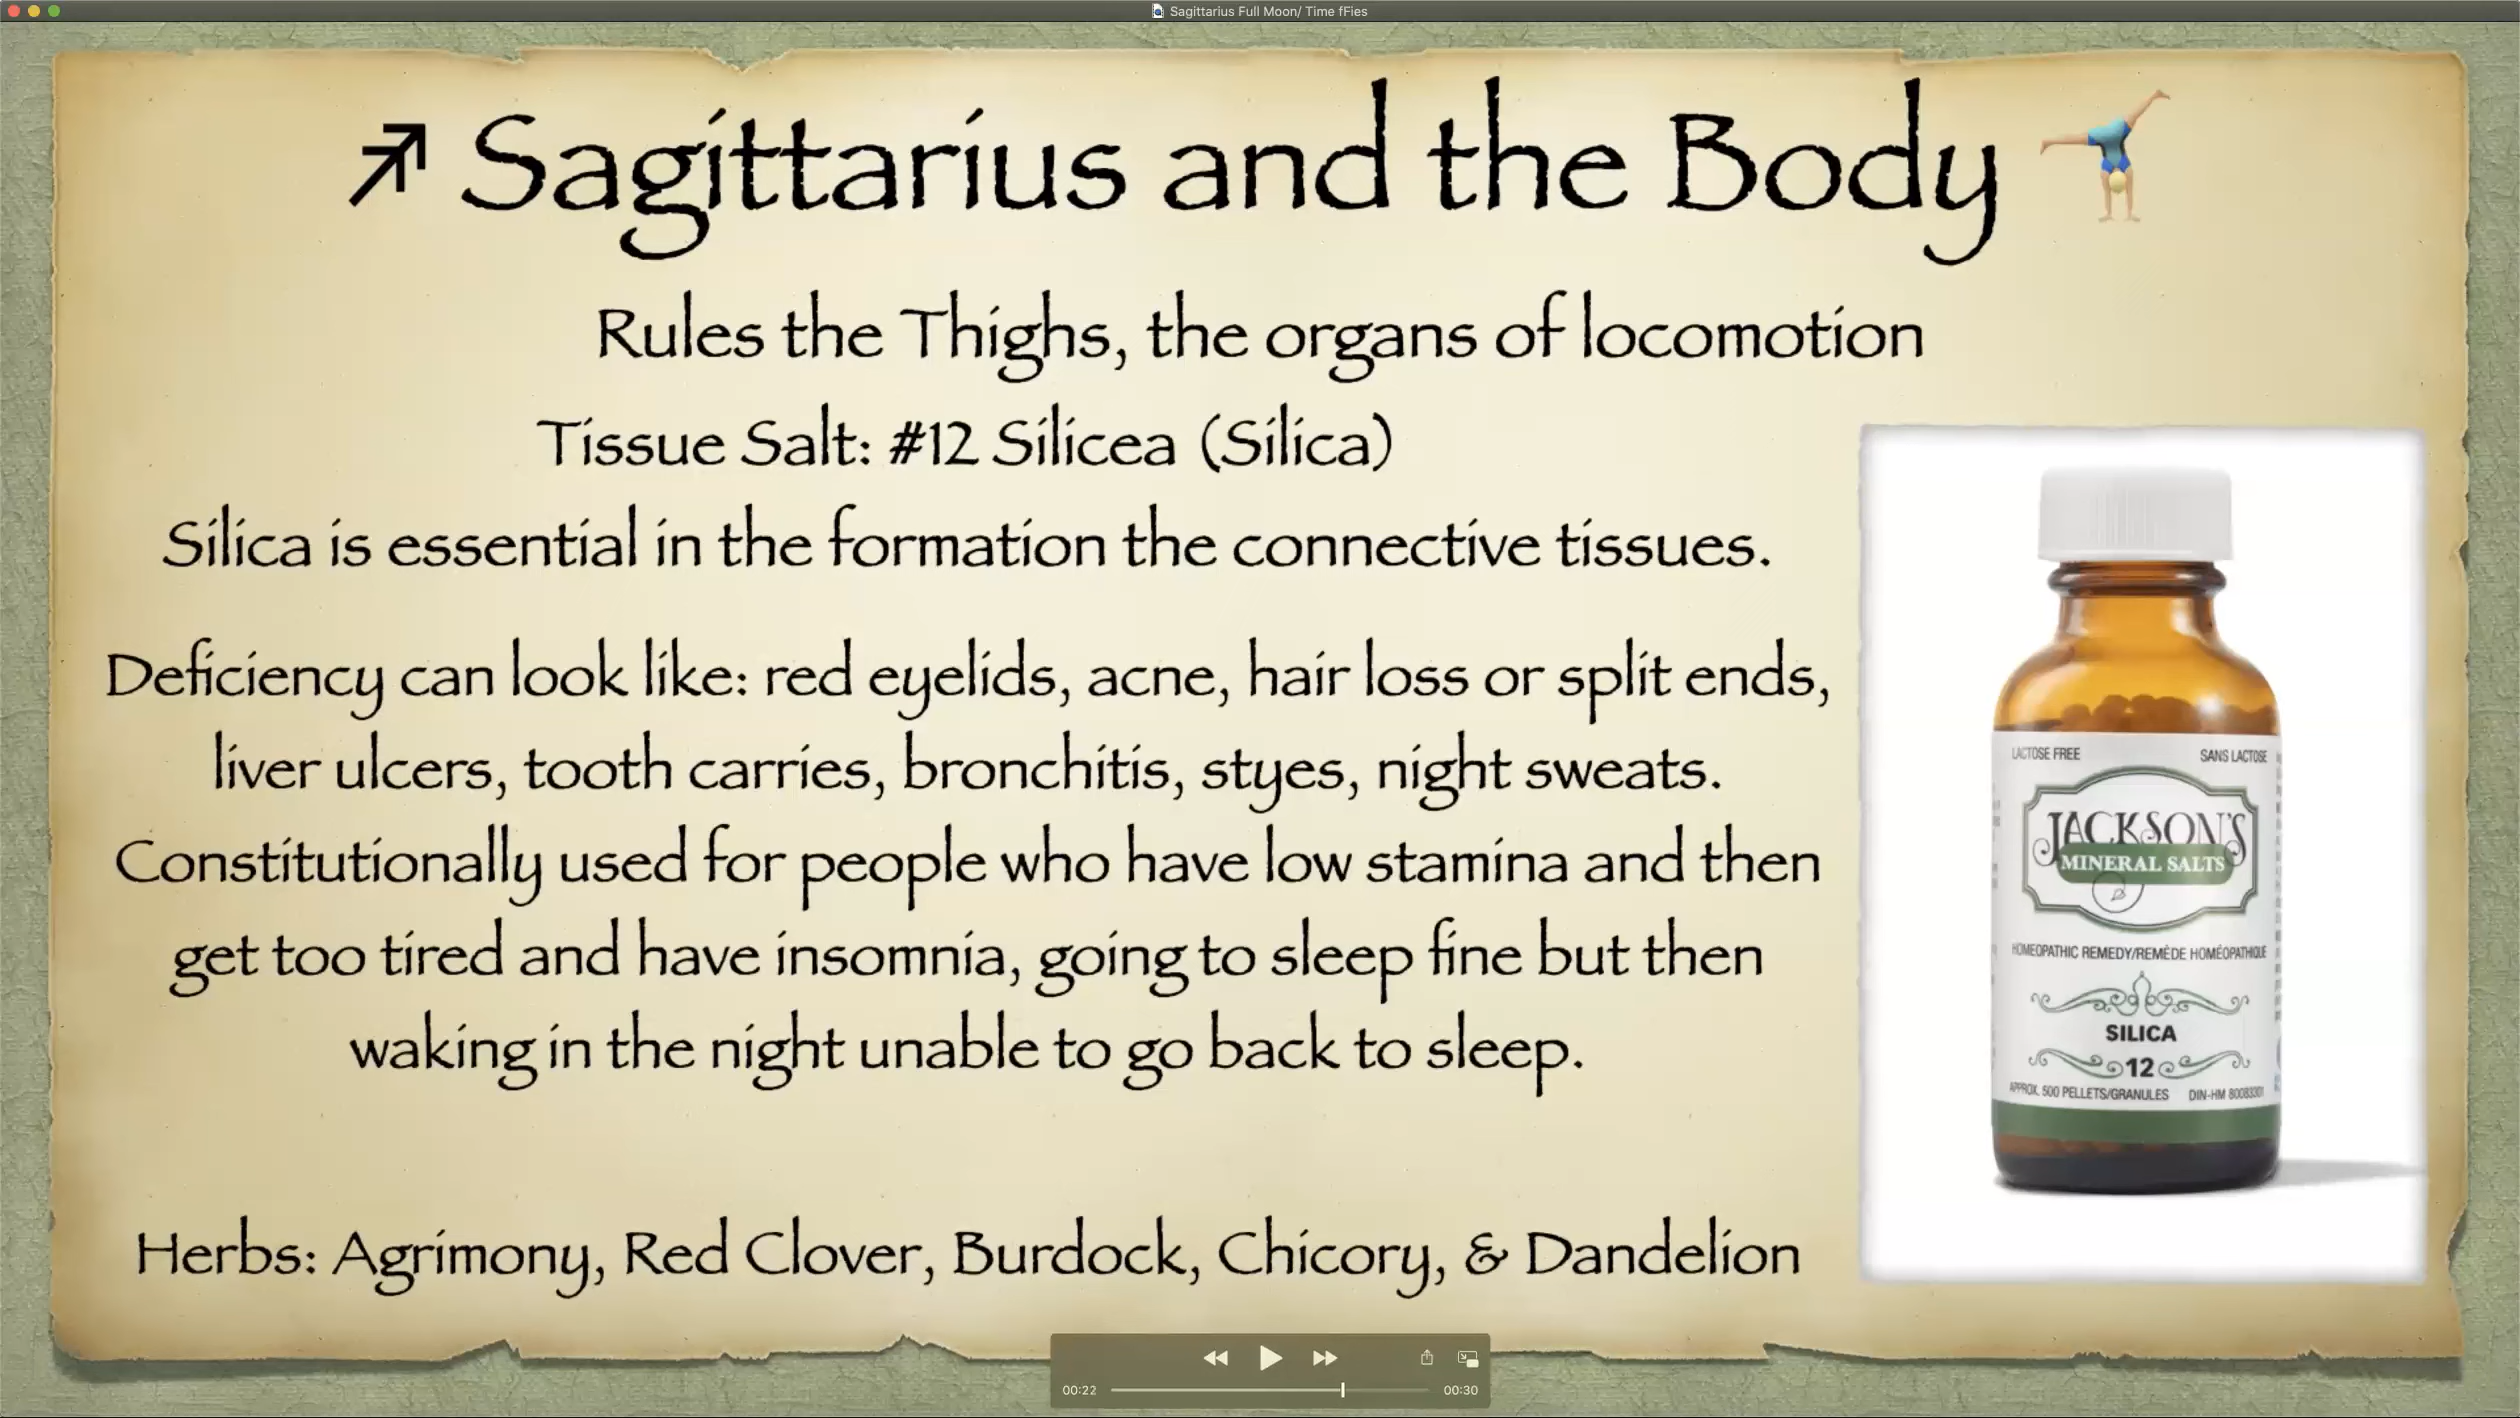 Sagittarius Full Moon/ Time fFies
♐ Sagittarius and the Body
Rules the Thighs, the organs of locomotion
Tissue Salt: #12 Silicea (Silica)
Silica is essential in the formation the connective tissues.
Deficiency can look like: red eyelids, acne, hair loss or split ends,
liver ulcers, tooth carries, bronchitis, styes, night sweats.
Constitutionally used for people who have low stamina and then
get too tired and have insomnia, going to sleep fine but then
waking in the night unable to go back to sleep.
Herbs: Agrimony, Red Clover, Burdock, Chicory, & Dandelion
LACTOSE FREE SANS LACTOSE
JACKSON'S
MINERAL SALTS
HOMEOPATHIC REMEDY/REMÈDE HOMÉOPATHIQUE
SILICA
12
APPROX. 500 PELLETS/GRANULES DIN-HM 80083301
00:22 00:30